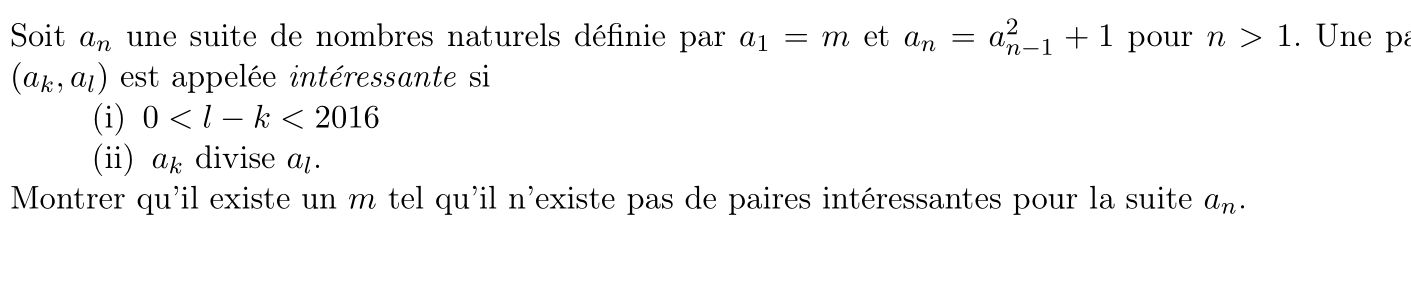 Soit $a_n$ une suite de nombres naturels définie par $a_1 = m$ et $a_n = a_{n-1}^2 + 1$ pour $n > 1$. Une
$(a_k, a_l)$ est appelée intéressante si
(i) $0 < l - k < 2016$
(ii) $a_k$ divise $a_l$.
Montrer qu'il existe un $m$ tel qu'il n'existe pas de paires intéressantes pour la suite $a_n$.